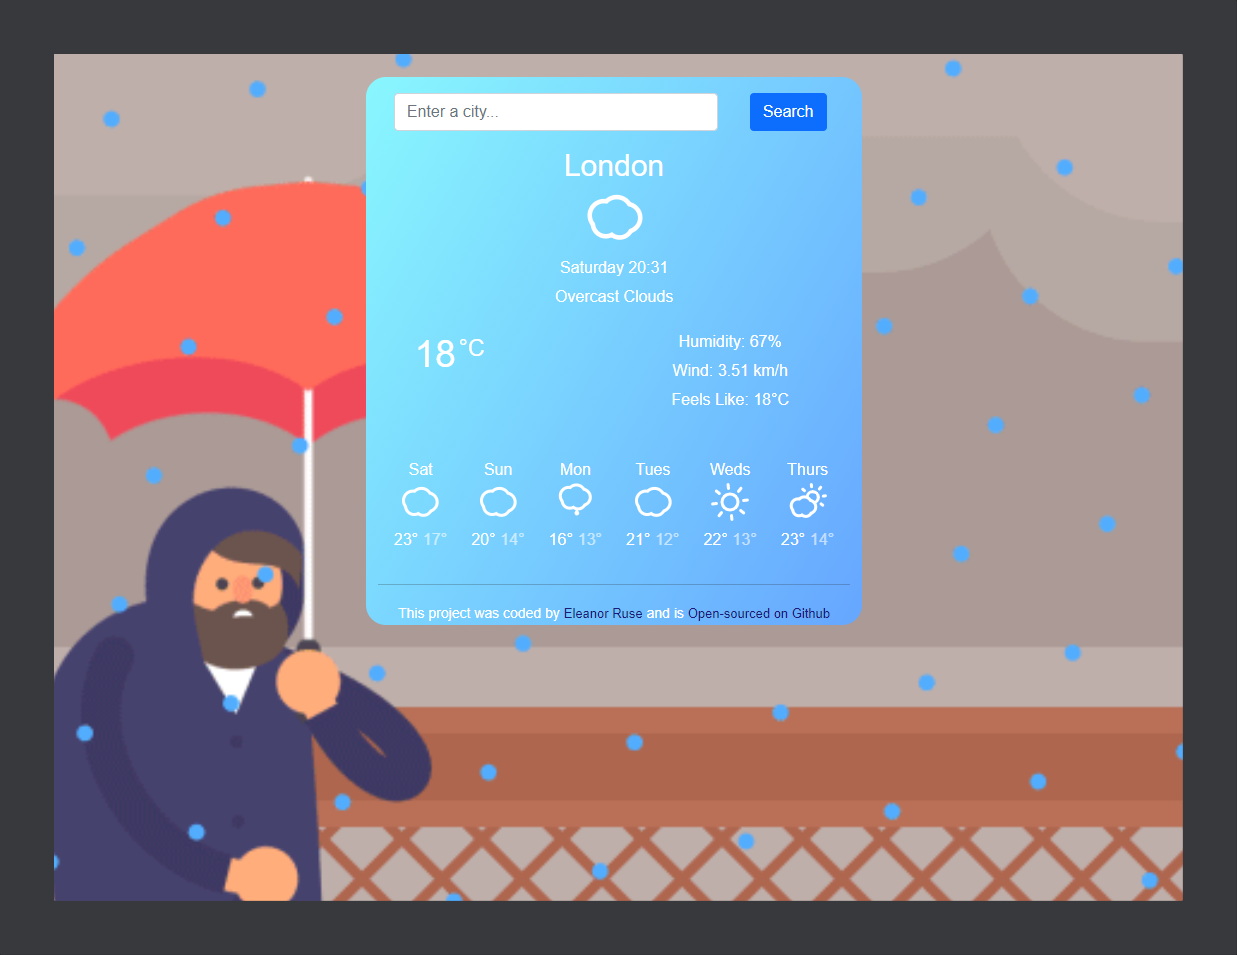 Enter a city...
Search
London
Saturday 20:31
Overcast Clouds
18 °C
Humidity: 67%
Wind: 3.51 km/h
Feels Like: 18°C
Sat Sun Mon Tues Weds Thurs
23° 17° 20° 14° 16° 13° 21° 12° 22° 13° 23° 14°
This project was coded by Eleanor Ruse and is Open-sourced on Github